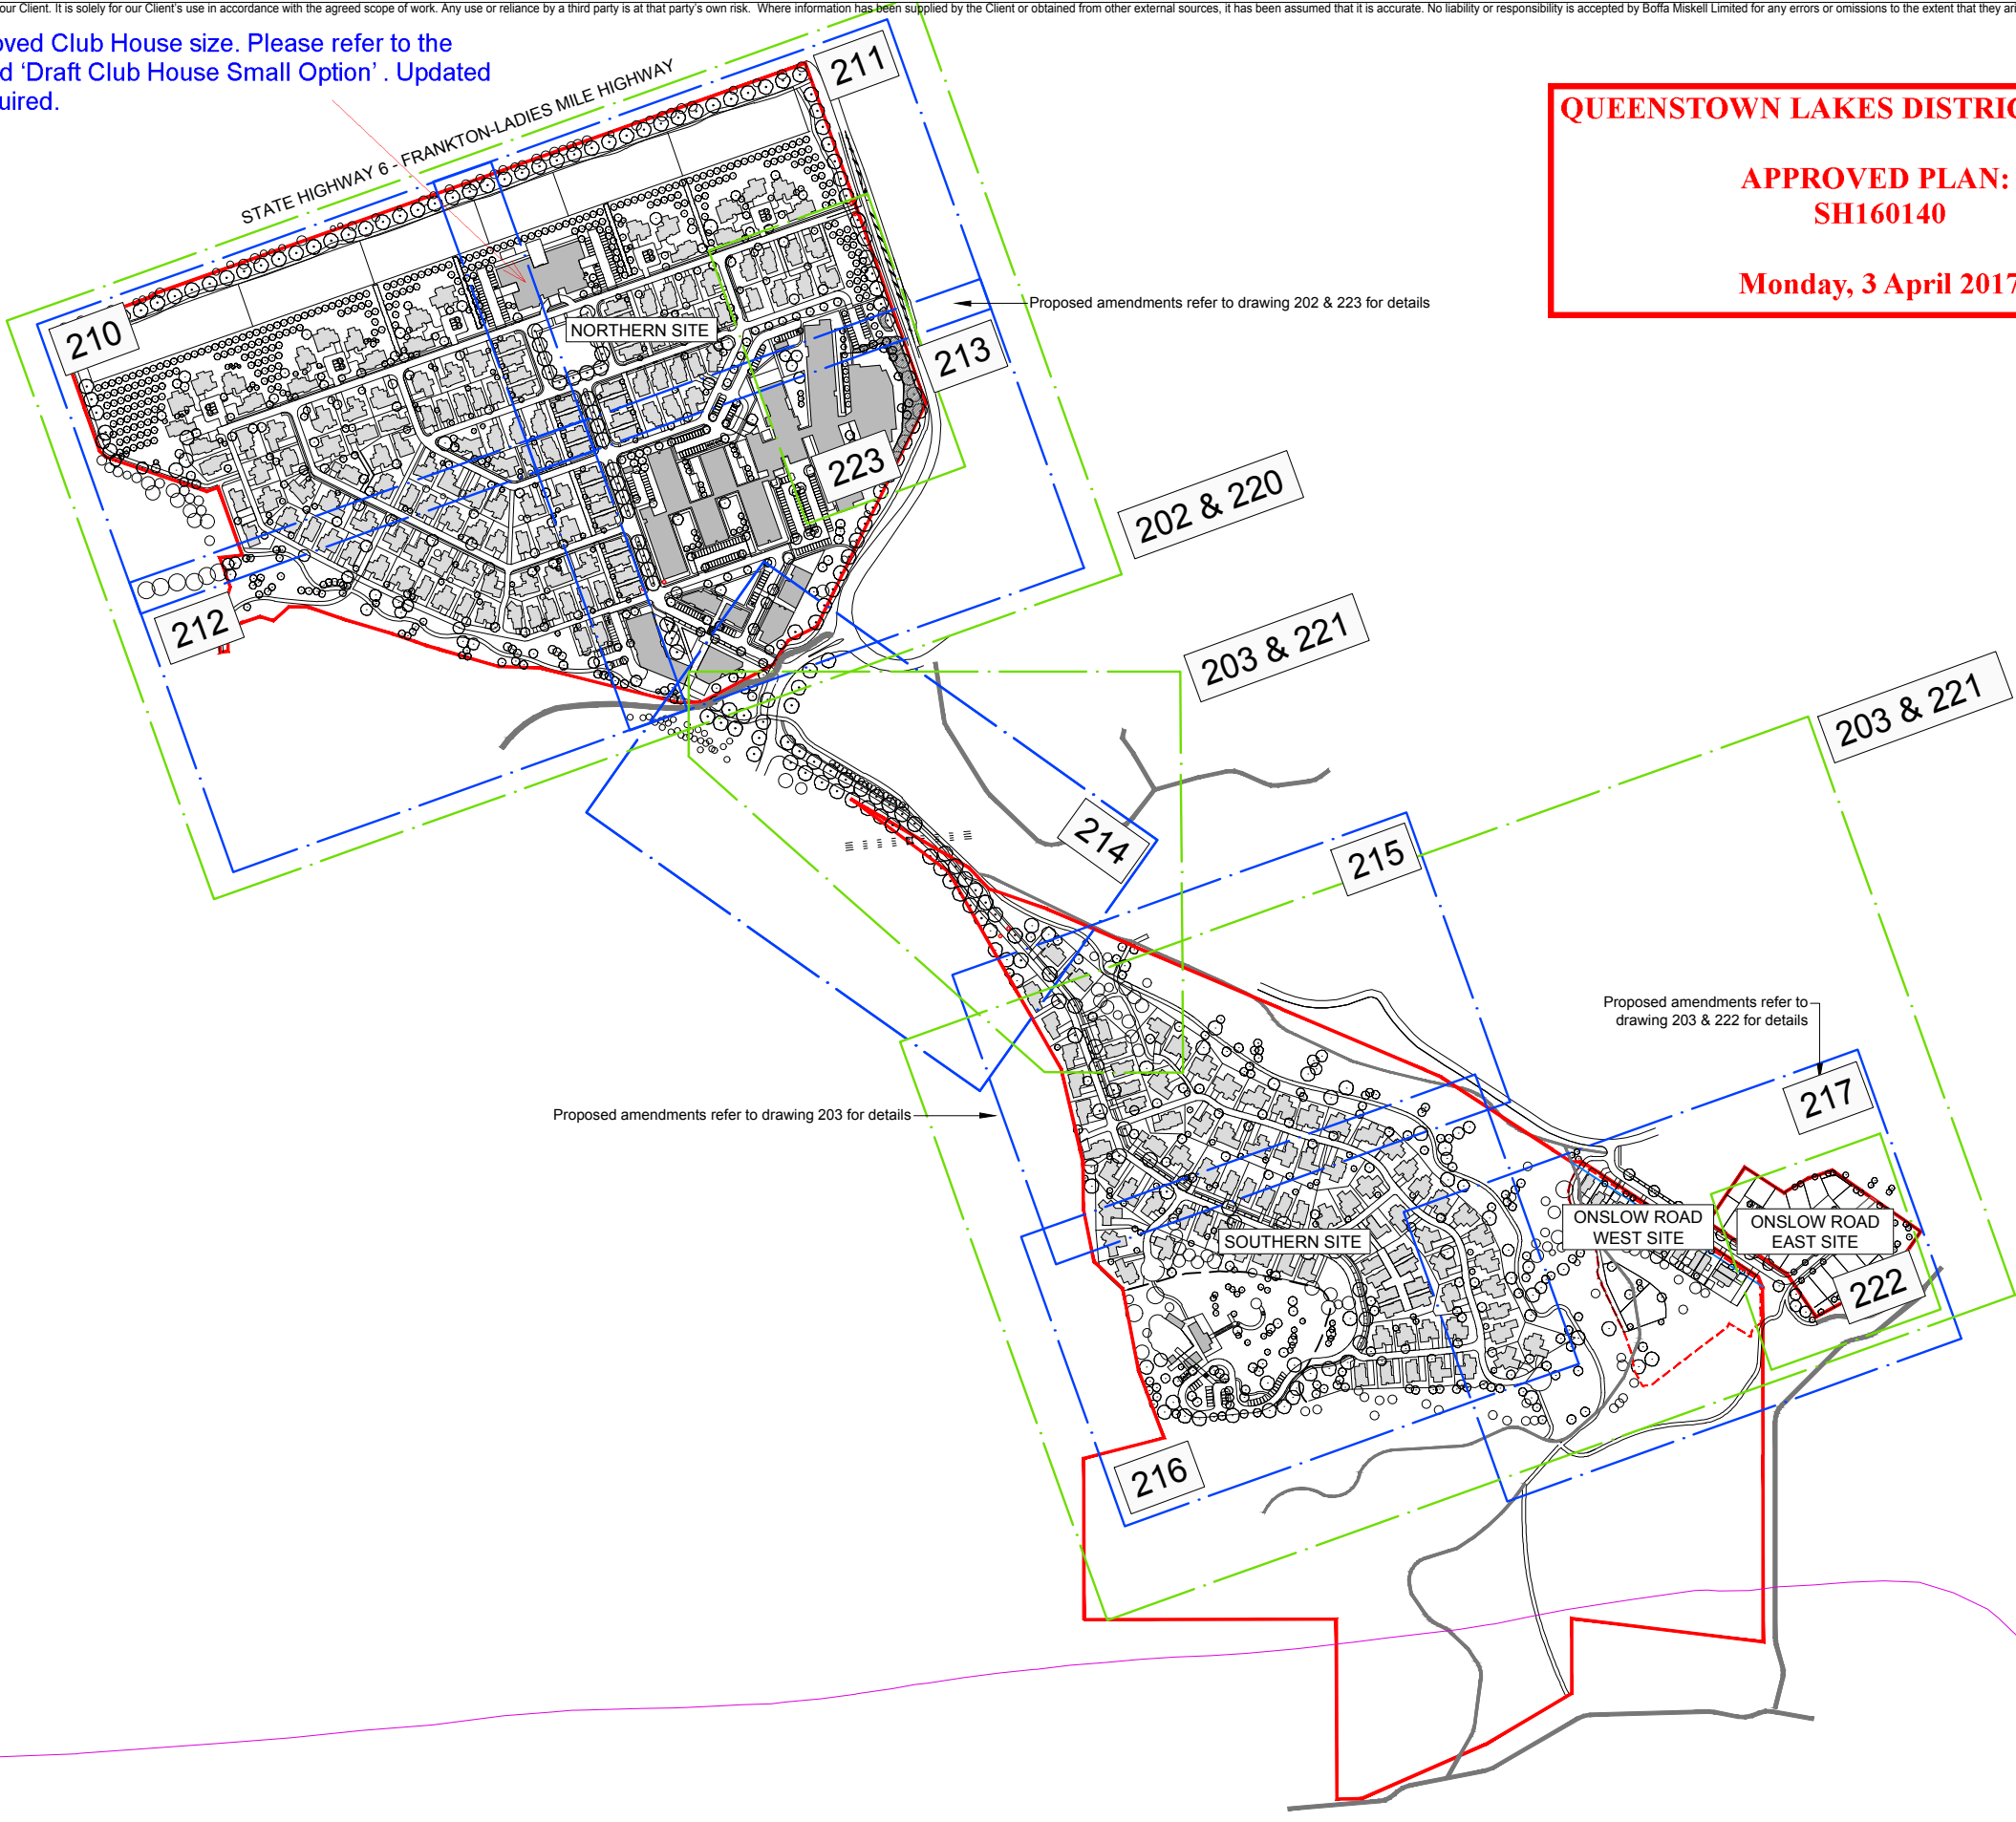 our Client. It is solely for our Client's use in accordance with the agreed scope of work. Any use or reliance by a third party is at that party's own risk. Where information has been supplied by the Client or obtained from other external sources, it has been assumed that it is accurate. No liability or responsibility is accepted by Boffa Miskell Limited for any errors or omissions to the extent that they
Club House size. Please refer to the
‘Draft Club House Small Option’ . Updated
STATE HIGHWAY 6 - FRANKTON-LADIES MILE HIGHWAY
211
QUEENSTOWN LAKES
APPROVED PLAN:
SH160140
Monday, 3 April 2017
210
NORTHERN SITE
Proposed amendments refer to drawing 202 & 223 for details
213
223
202 & 220
212
203 & 221
203 & 221
214
215
Proposed amendments refer to
drawing 203 & 222 for details
217
Proposed amendments refer to drawing 203 for details
SOUTHERN SITE
ONSLOW ROAD
WEST SITE
ONSLOW ROAD
EAST SITE
222
216